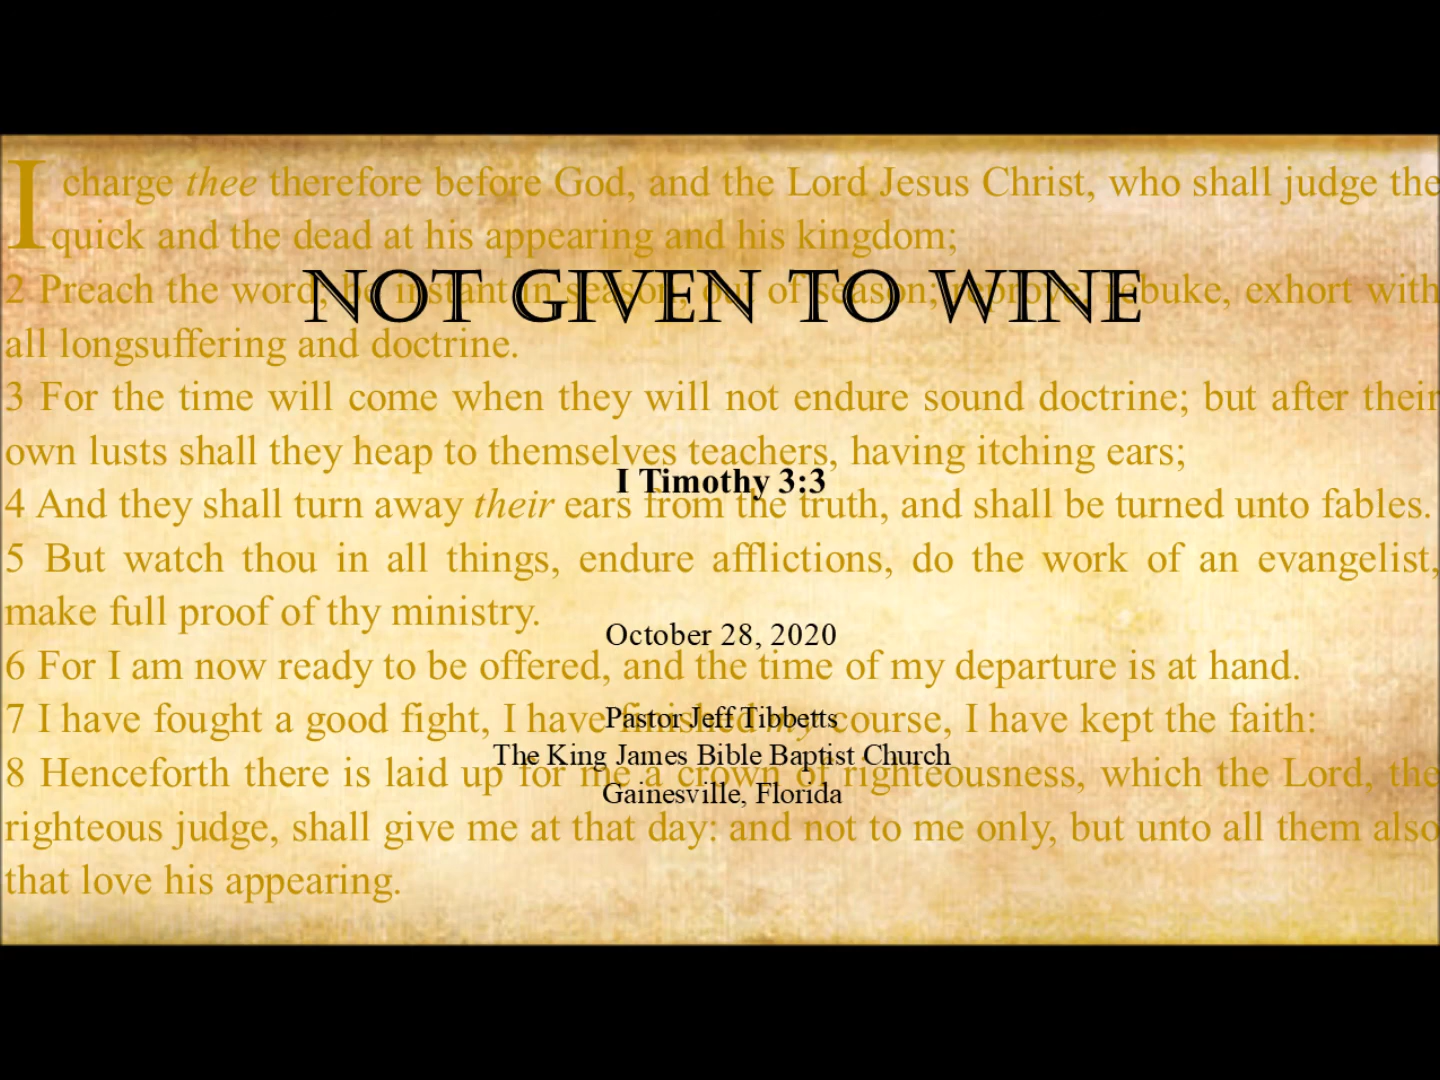 I charge thee therefore before God, and the Lord Jesus Christ, who shall judge the
quick and the dead at his appearing and his kingdom;
NOT GIVEN TO WINE
2 Preach the word; be instant in season, out of season; reprove, rebuke, exhort with
all longsuffering and doctrine.
3 For the time will come when they will not endure sound doctrine; but after their
own lusts shall they heap to themselves teachers, having itching ears;
I Timothy 3:3
4 And they shall turn away their ears from the truth, and shall be turned unto fables.
5 But watch thou in all things, endure afflictions, do the work of an evangelist,
make full proof of thy ministry.
October 28, 2020
6 For I am now ready to be offered, and the time of my departure is at hand.
7 I have fought a good fight, I have finished my course, I have kept the faith:
Pastor Jeff Tibbetts
The King James Bible Baptist Church
8 Henceforth there is laid up for me a crown of righteousness, which the Lord, the
Gainesville, Florida
righteous judge, shall give me at that day: and not to me only, but unto all them also
that love his appearing.